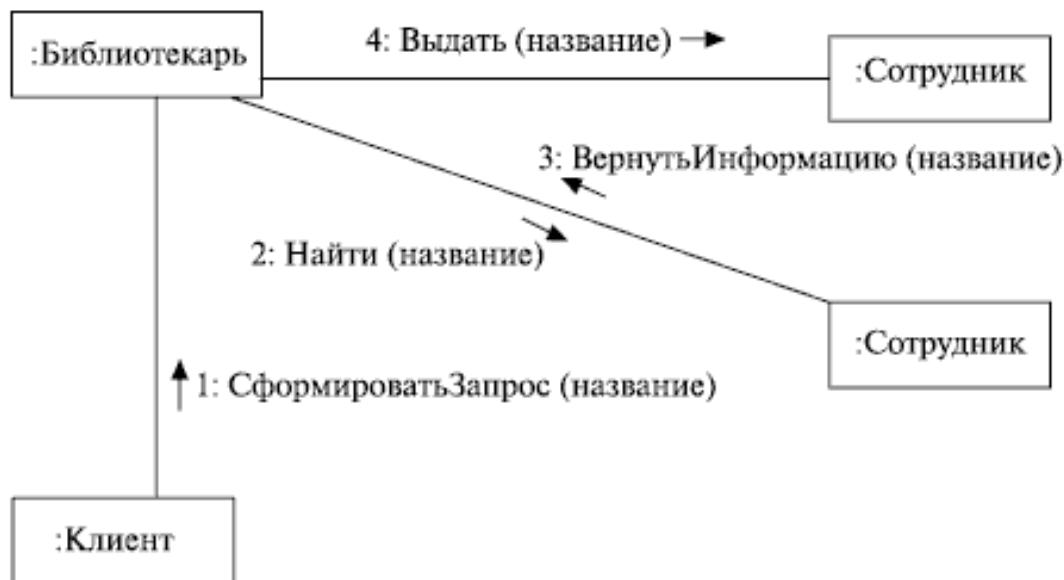 :Библиотекарь
4: Выдать (название)
:Сотрудник
3: ВернутьИнформацию (название)
2: Найти (название)
:Сотрудник
1: СформироватьЗапрос (название)
:Клиент